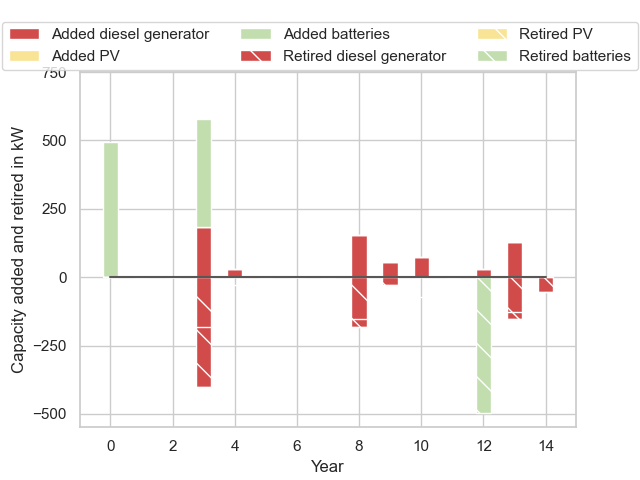 Added diesel generator
Added PV
Added batteries
Retired diesel generator
Retired PV
Retired batteries
750
500
250
0
−250
−500
Capacity added and retired in kW
0 2 4 6 8 10 12 14
Year